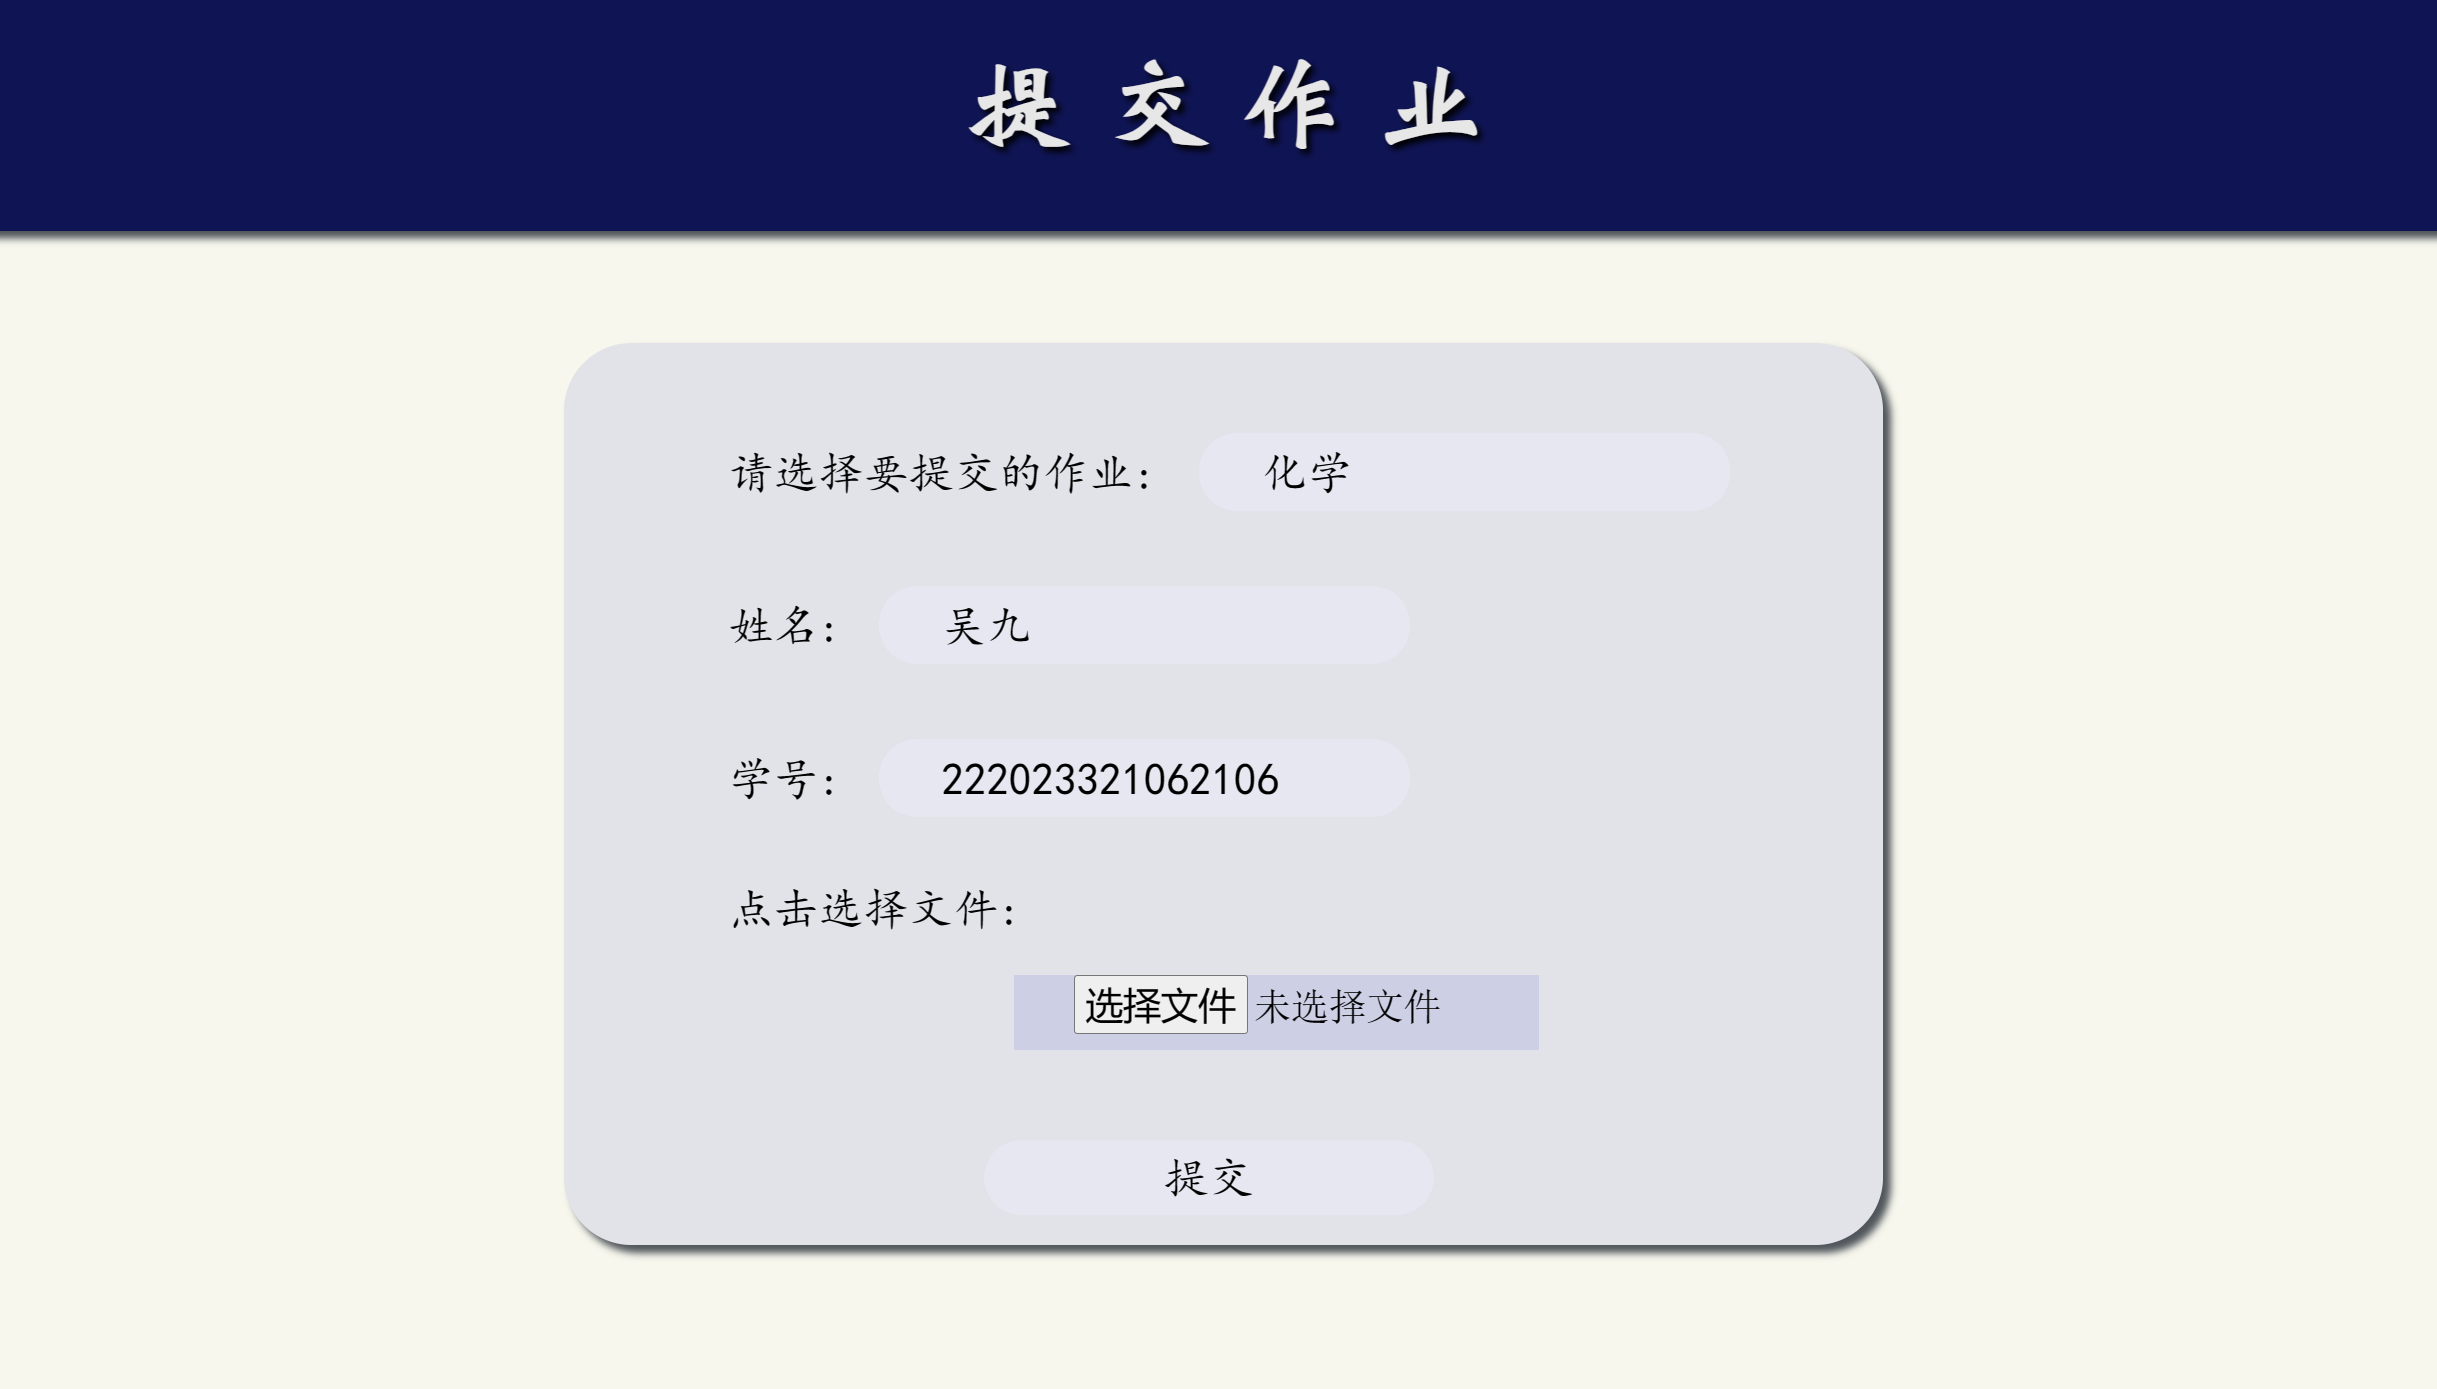 提交作业
请选择要提交的作业： 化学
姓名： 吴九
学号： 222023321062106
点击选择文件：
选择文件 未选择文件
提交